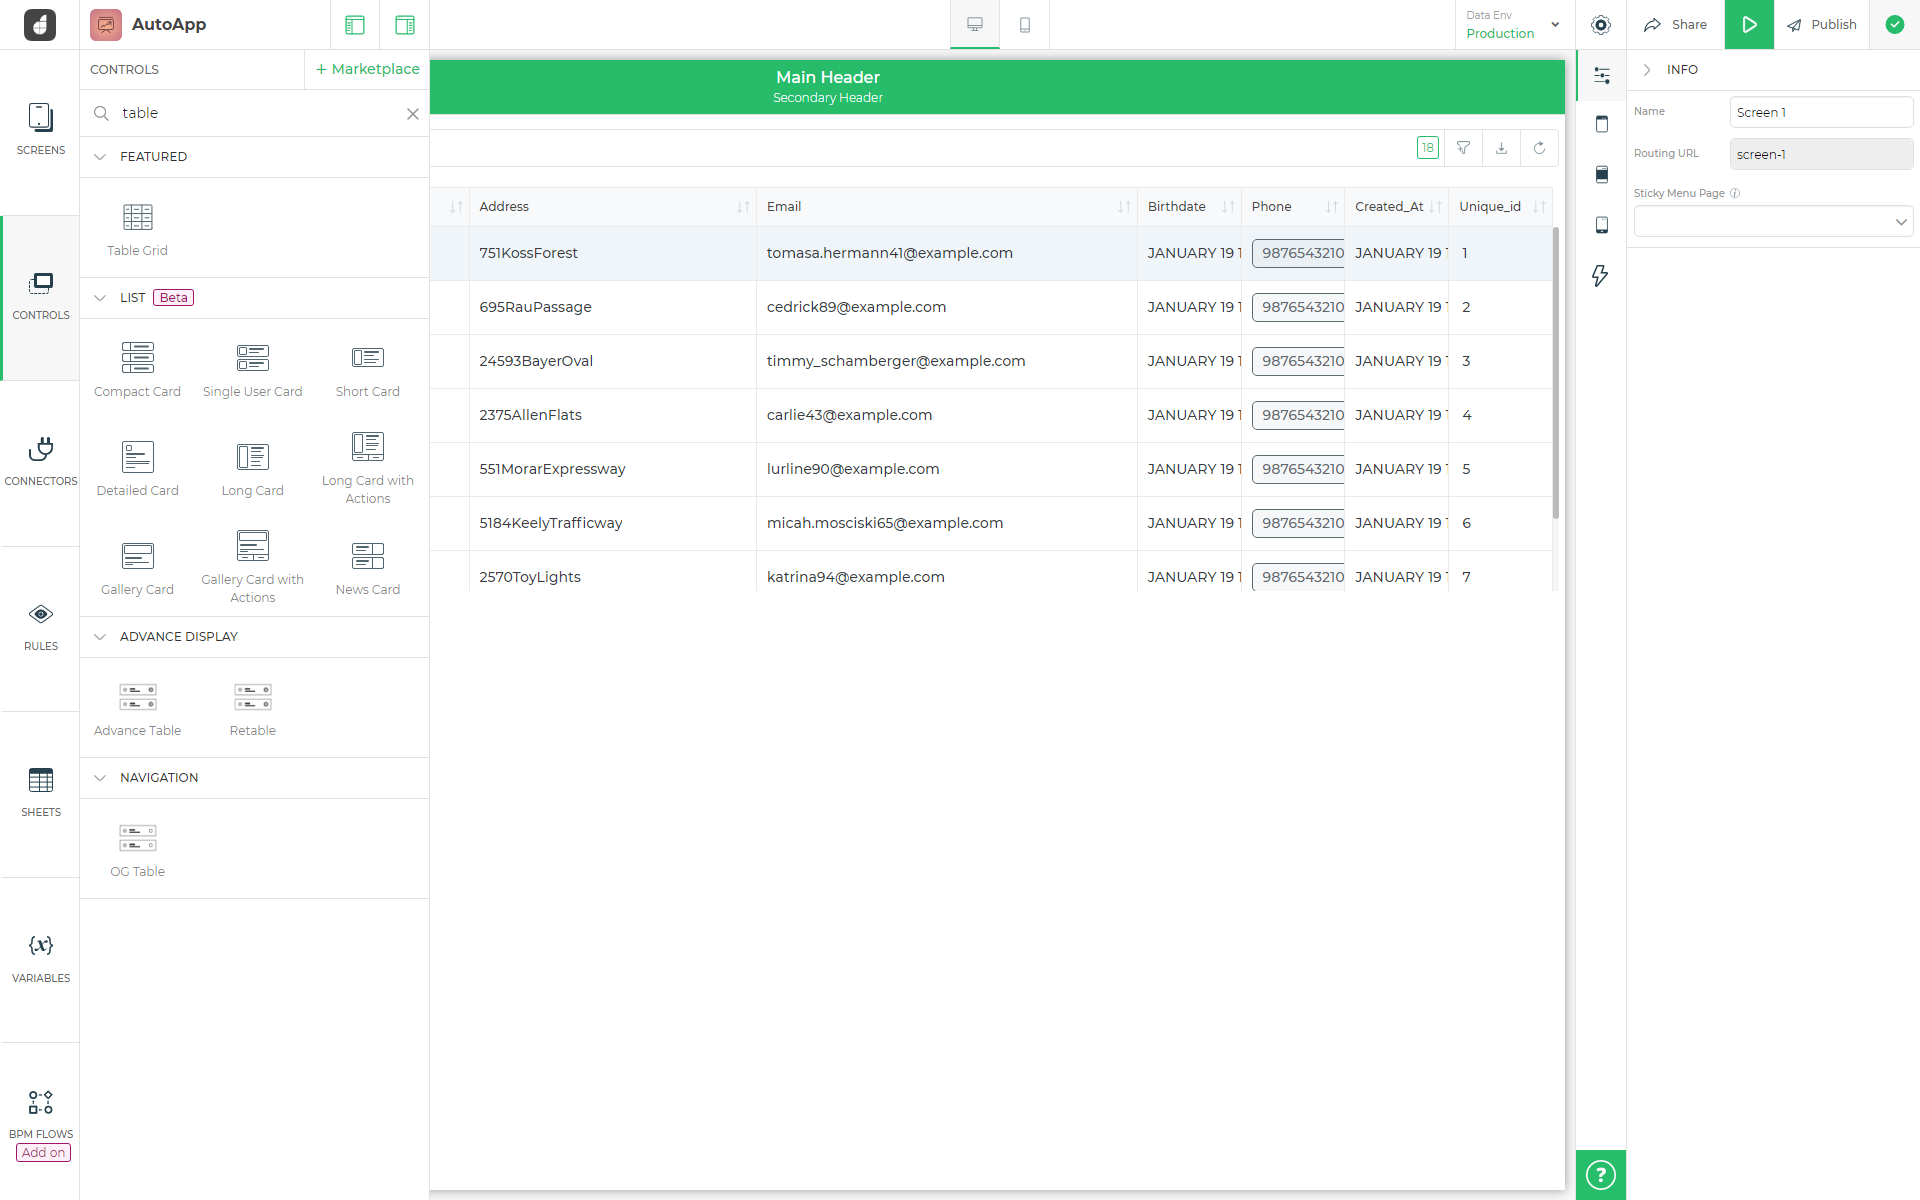 AutoApp
Data Env
Production
Share
Publish
CONTROLS
+ Marketplace
table
FEATURED
Table Grid
LIST Beta
Compact Card
Single User Card
Short Card
Detailed Card
Long Card
Long Card with
Actions
Gallery Card
Gallery Card with
Actions
News Card
ADVANCE DISPLAY
Advance Table
Retable
NAVIGATION
OG Table
SCREENS
CONTROLS
CONNECTORS
RULES
SHEETS
{x}
VARIABLES
BPM FLOWS
Add on
Main Header
Secondary Header
18
Address Email Birthdate Phone Created_At Unique_id
751KossForest tomasa.hermann41@example.com JANUARY 19 1 9876543210 JANUARY 19 1 1
695RauPassage cedrick89@example.com JANUARY 19 1 9876543210 JANUARY 19 1 2
24593BayerOval timmy_schamberger@example.com JANUARY 19 1 9876543210 JANUARY 19 1 3
2375AllenFlats carlie43@example.com JANUARY 19 1 9876543210 JANUARY 19 1 4
551MorarExpressway lurline90@example.com JANUARY 19 1 9876543210 JANUARY 19 1 5
5184KeelyTrafficway micah.mosciski65@example.com JANUARY 19 1 9876543210 JANUARY 19 1 6
2570ToyLights katrina94@example.com JANUARY 19 1 9876543210 JANUARY 19 1 7
INFO
Name Screen 1
Routing URL screen-1
Sticky Menu Page
?